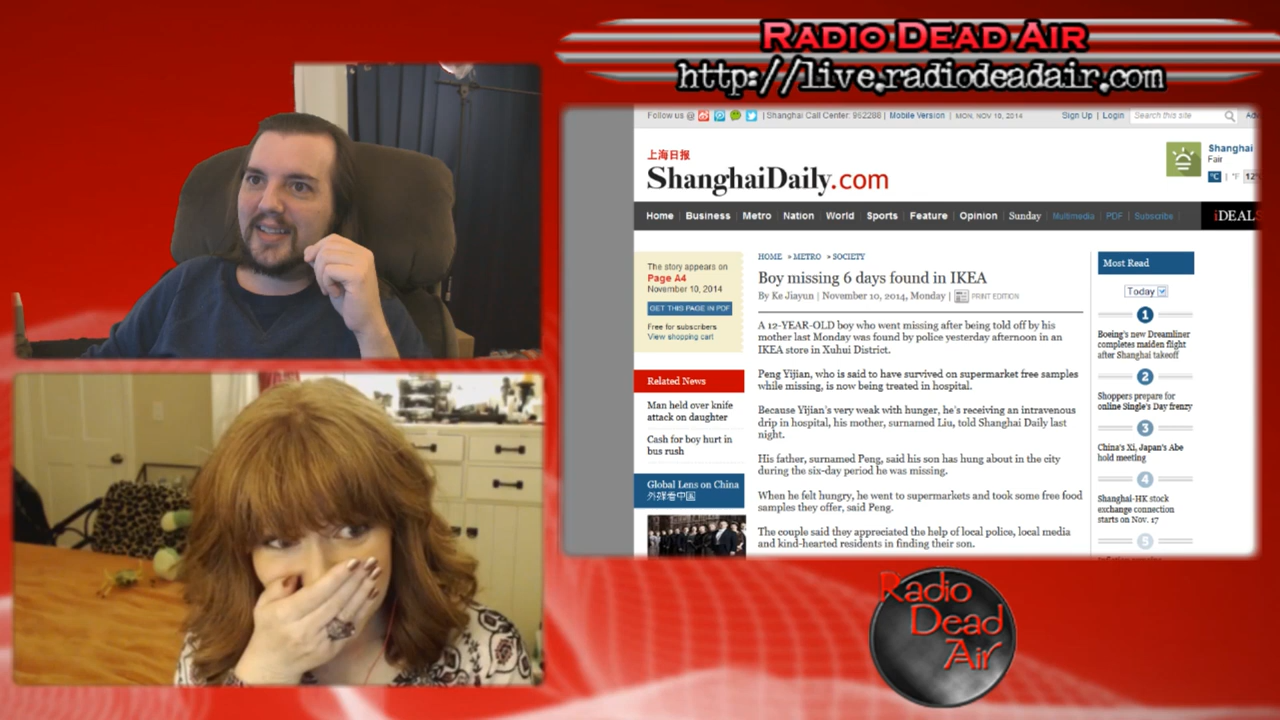 RADIO DEAD AIR
http://live.radiodeadair.com
Follow us @ | Shanghai Call Center: 962288 | Mobile Version | MON, NOV 10, 2014
Sign Up | Login
Search this site
上海日报
ShanghaiDaily.com
Shanghai
Fair
°C | °F 12°
Home | Business | Metro | Nation | World | Sports | Feature | Opinion | Sunday | Multimedia | PDF | Subscribe
iDEALS
The story appears on
Page A4
November 10, 2014
GET THIS PAGE IN PDF
Free for subscribers
View shopping cart
Related News
Man held over knife
attack on daughter
Cash for boy hurt in
bus rush
Global Lens on China
外媒看中国
HOME » METRO » SOCIETY
Boy missing 6 days found in IKEA
By Ke Jiayun | November 10, 2014, Monday | PRINT EDITION
A 12-YEAR-OLD boy who went missing after being told off by his
mother last Monday was found by police yesterday afternoon in an
IKEA store in Xuhui District.
Peng Yijian, who is said to have survived on supermarket free samples
while missing, is now being treated in hospital.
Because Yijian's very weak with hunger, he's receiving an intravenous
drip in hospital, his mother, surnamed Liu, told Shanghai Daily last
night.
His father, surnamed Peng, said his son has hung about in the city
during the six-day period he was missing.
When he felt hungry, he went to supermarkets and took some free food
samples they offer, said Peng.
The couple said they appreciated the help of local police, local media
and kind-hearted residents in finding their son.
Most Read
Today
1
Boeing's new Dreamliner
completes maiden flight
after Shanghai takeoff
2
Shoppers prepare for
online Single's Day frenzy
3
China's Xi, Japan's Abe
hold meeting
4
Shanghai-HK stock
exchange connection
starts on Nov. 17
5
Radio
Dead
Air